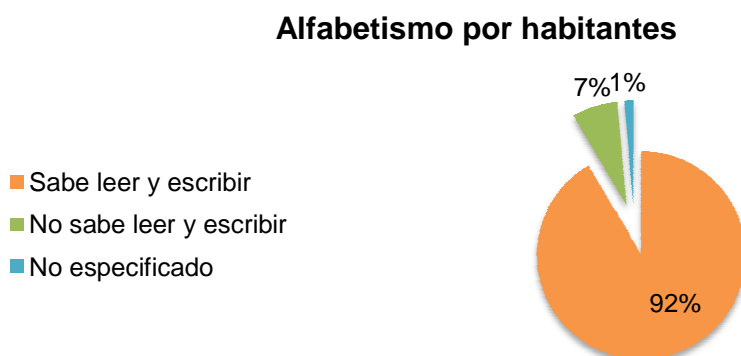 Alfabetismo por habitantes
7% 1%
Sabe leer y escribir
No sabe leer y escribir
No especificado
92%